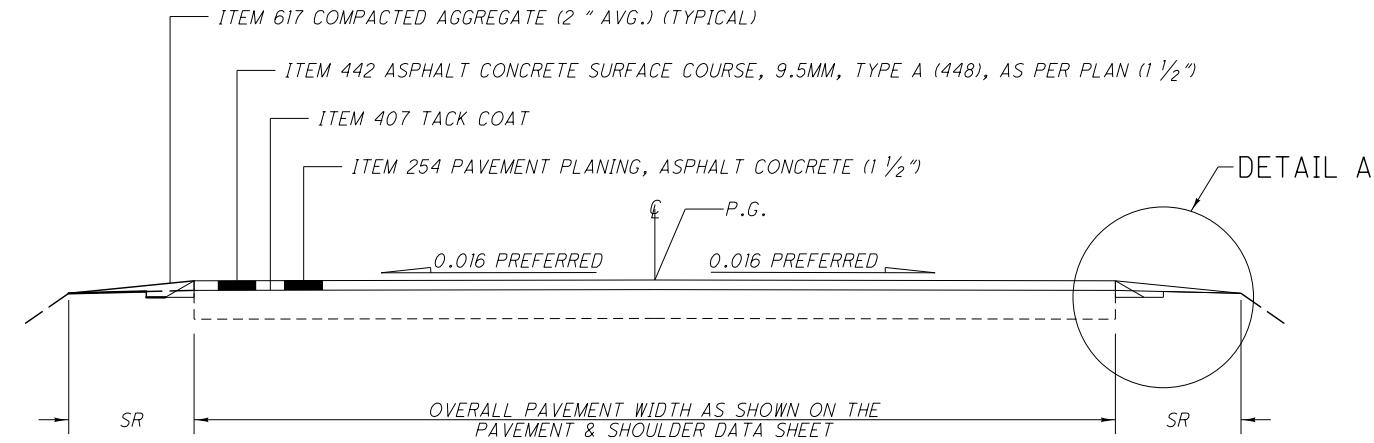 ITEM 617 COMPACTED AGGREGATE (2 " AVG.) (TYPICAL)
ITEM 442 ASPHALT CONCRETE SURFACE COURSE, 9.5MM, TYPE A (448), AS PER PLAN (1 1/2")
ITEM 407 TACK COAT
ITEM 254 PAVEMENT PLANING, ASPHALT CONCRETE (1 1/2")
DETAIL A
℄
P.G.
0.016 PREFERRED
0.016 PREFERRED
SR
OVERALL PAVEMENT WIDTH AS SHOWN ON THE
PAVEMENT & SHOULDER DATA SHEET
SR